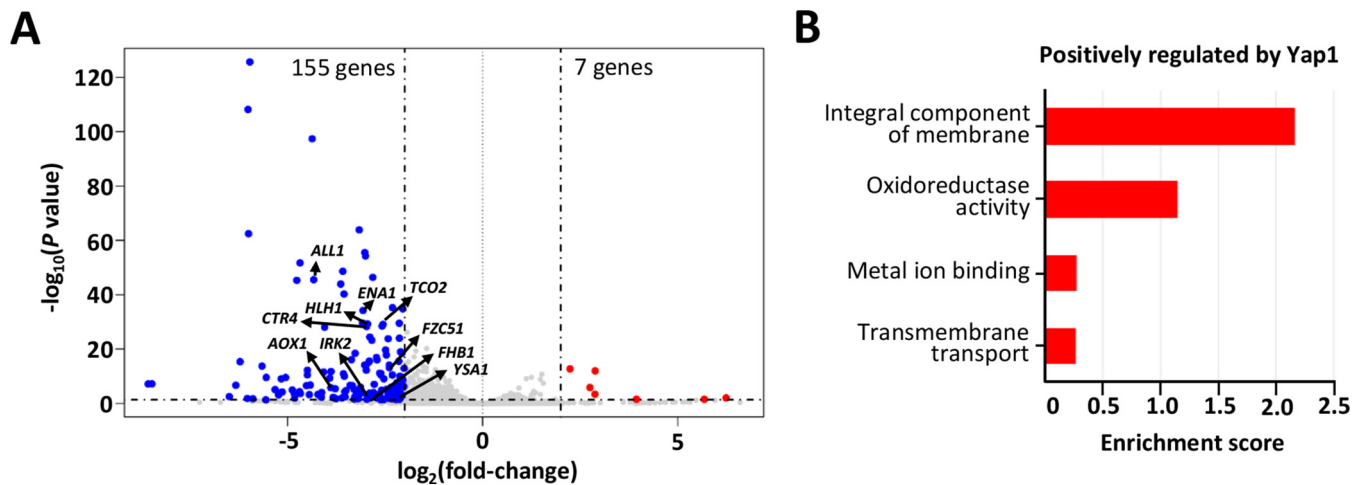 A
155 genes
7 genes
120
100
80
60
40
20
0
-log10(P value)
ALL1
ENA1
TCO2
HLH1
CTR4
FZC51
AOX1
IRK2
FHB1
YSA1
-5
0
5
log2(fold-change)
B
Positively regulated by Yap1
Integral component
of membrane
Oxidoreductase
activity
Metal ion binding
Transmembrane
transport
0
0.5
1.0
1.5
2.0
2.5
Enrichment score